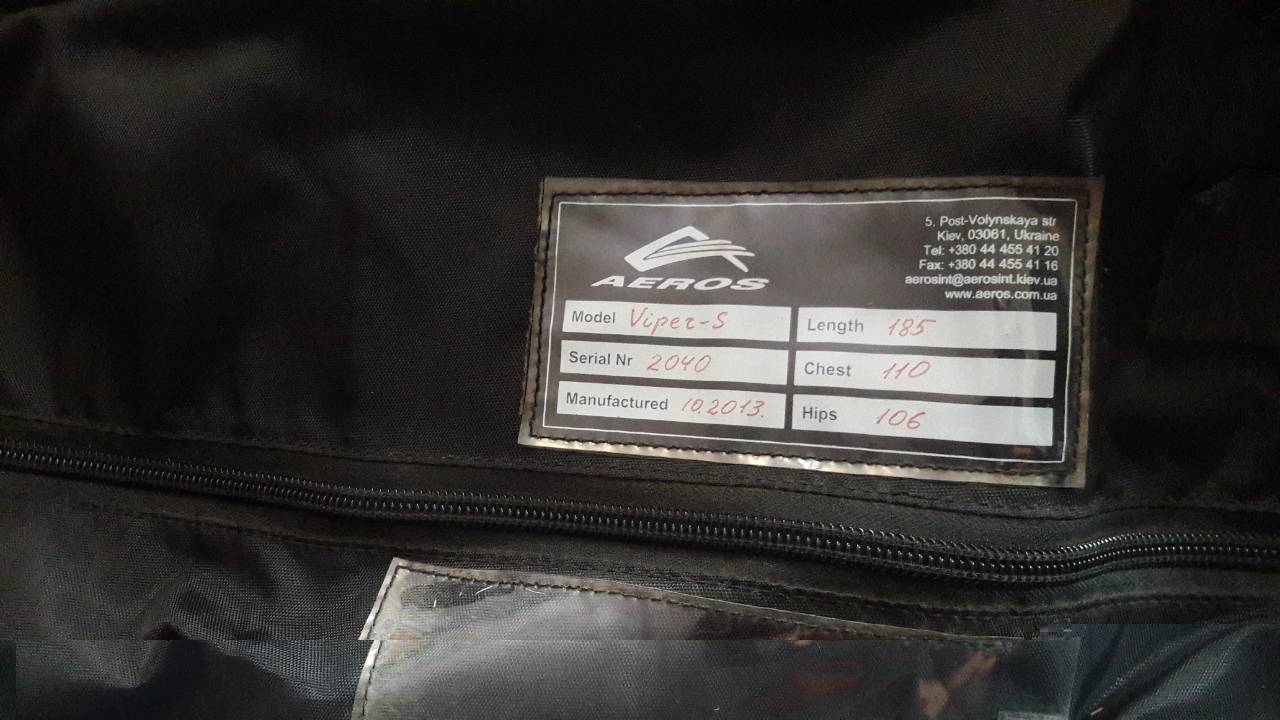 AEROS
5, Post-Volynskaya str
Kiev, 03061, Ukraine
Tel: +380 44 455 41 20
Fax: +380 44 455 41 16
aerosint@aerosint.kiev.ua
www.aeros.com.ua
Model Viper-S
Length 185
Serial Nr 2040
Chest 110
Manufactured 10.2013.
Hips 106